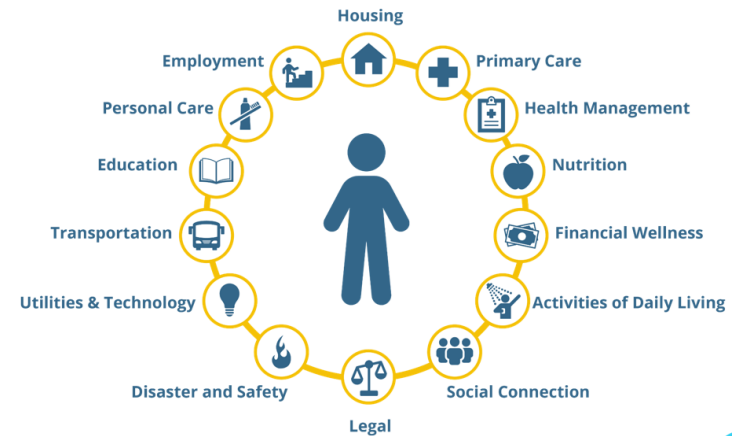 Housing
Employment
Primary Care
Personal Care
Health Management
Education
Nutrition
Transportation
Financial Wellness
Utilities & Technology
Activities of Daily Living
Disaster and Safety
Social Connection
Legal